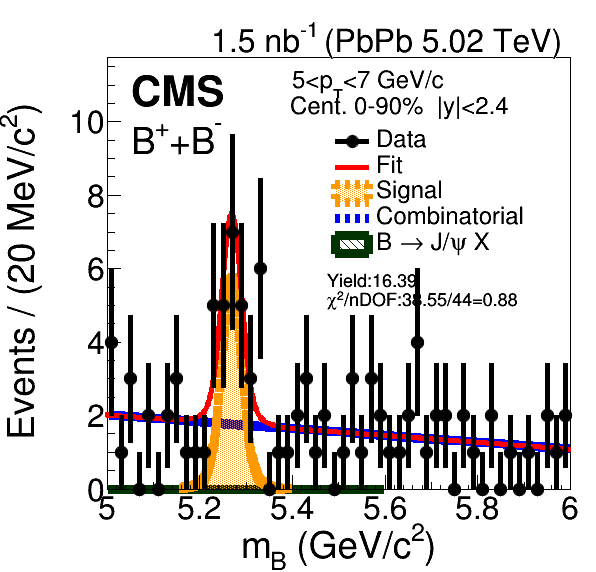 1.5 nb⁻¹ (PbPb 5.02 TeV)
CMS
B⁺+B⁻
5<p_T<7 GeV/c
Cent. 0-90% |y|<2.4
Data
Fit
Signal
Combinatorial
B → J/ψ X
Yield:16.39
χ²/nDOF:38.55/44=0.88
Events / (20 MeV/c²)
10
8
6
4
2
0
5 5.2 5.4 5.6 5.8 6
m_B (GeV/c²)